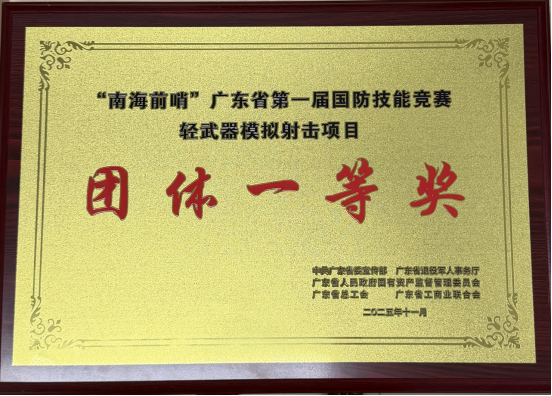 “南海前哨”广东省第一届国防技能竞赛
轻武器模拟射击项目
团体一等奖
中共广东省委宣传部 广东省退役军人事务厅
广东省人民政府国有资产监督管理委员会
广东省总工会 广东省工商业联合会
二〇二五年十一月